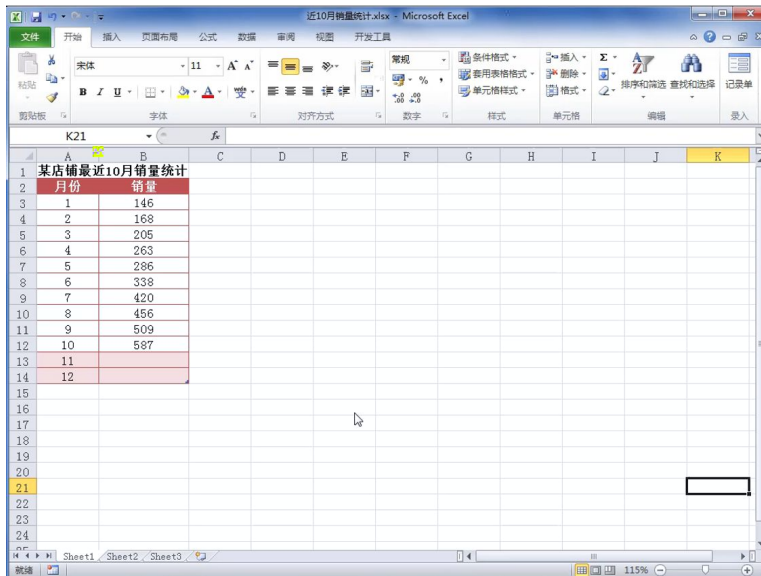 近10月销量统计.xlsx - Microsoft Excel
文件 开始 插入 页面布局 公式 数据 审阅 视图 开发工具
宋体 11 A A 常规 条件格式 插入 Σ
粘贴 B I U A 套用表格格式 删除 排序和筛选 查找和选择 记录单
% , 单元格样式 格式
剪贴板 字体 对齐方式 数字 样式 单元格 编辑 录入
K21 fx
A B C D E F G H I J K
1 某店铺最近10月销量统计
2 月份 销量
3 1 146
4 2 168
5 3 205
6 4 263
7 5 286
8 6 338
9 7 420
10 8 456
11 9 509
12 10 587
13 11
14 12
15
16
17
18
19
20
21
22
23
24
Sheet1 Sheet2 Sheet3
就绪 115%